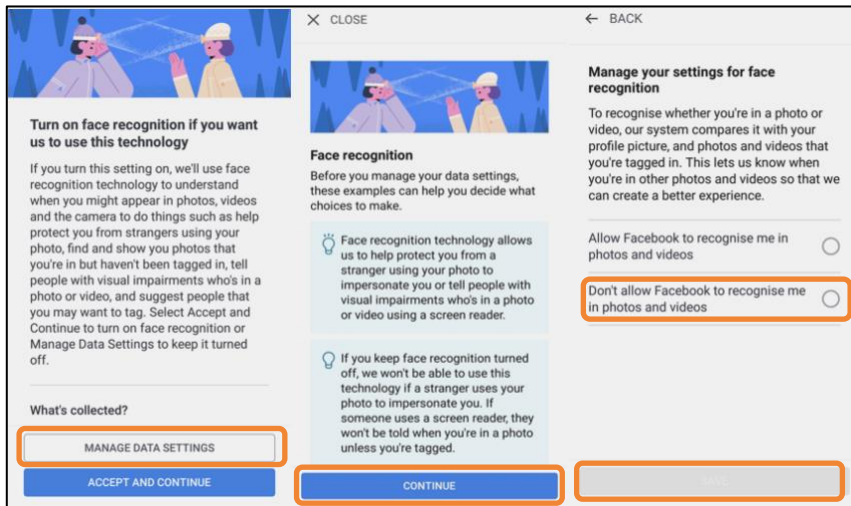 Turn on face recognition if you want
us to use this technology
If you turn this setting on, we'll use face
recognition technology to understand
when you might appear in photos, videos
and the camera to do things such as help
protect you from strangers using your
photo, find and show you photos that
you're in but haven't been tagged in, tell
people with visual impairments who's in a
photo or video, and suggest people that
you may want to tag. Select Accept and
Continue to turn on face recognition or
Manage Data Settings to keep it turned
off.
What's collected?
MANAGE DATA SETTINGS
ACCEPT AND CONTINUE
CLOSE
Face recognition
Before you manage your data settings,
these examples can help you decide what
choices to make.
Face recognition technology allows
us to help protect you from a
stranger using your photo to
impersonate you or tell people with
visual impairments who's in a photo
or video using a screen reader.
If you keep face recognition turned
off, we won't be able to use this
technology if a stranger uses your
photo to impersonate you. If
someone uses a screen reader, they
won't be told when you're in a photo
unless you're tagged.
CONTINUE
BACK
Manage your settings for face
recognition
To recognise whether you're in a photo or
video, our system compares it with your
profile picture, and photos and videos that
you're tagged in. This lets us know when
you're in other photos and videos so that we
can create a better experience.
Allow Facebook to recognise me in
photos and videos
Don't allow Facebook to recognise me
in photos and videos
SAVE